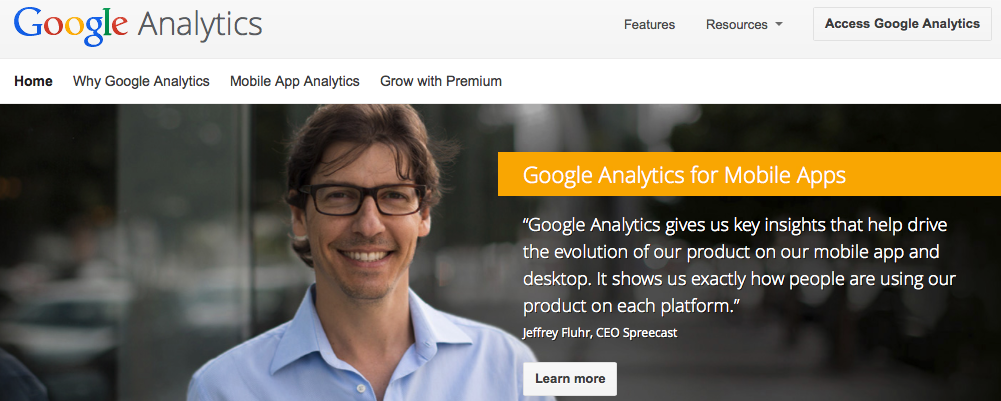 Google Analytics
Features
Resources
Access Google Analytics
Home
Why Google Analytics
Mobile App Analytics
Grow with Premium
Google Analytics for Mobile Apps
“Google Analytics gives us key insights that help drive
the evolution of our product on our mobile app and
desktop. It shows us exactly how people are using our
product on each platform.”
Jeffrey Fluhr, CEO Spreecast
Learn more